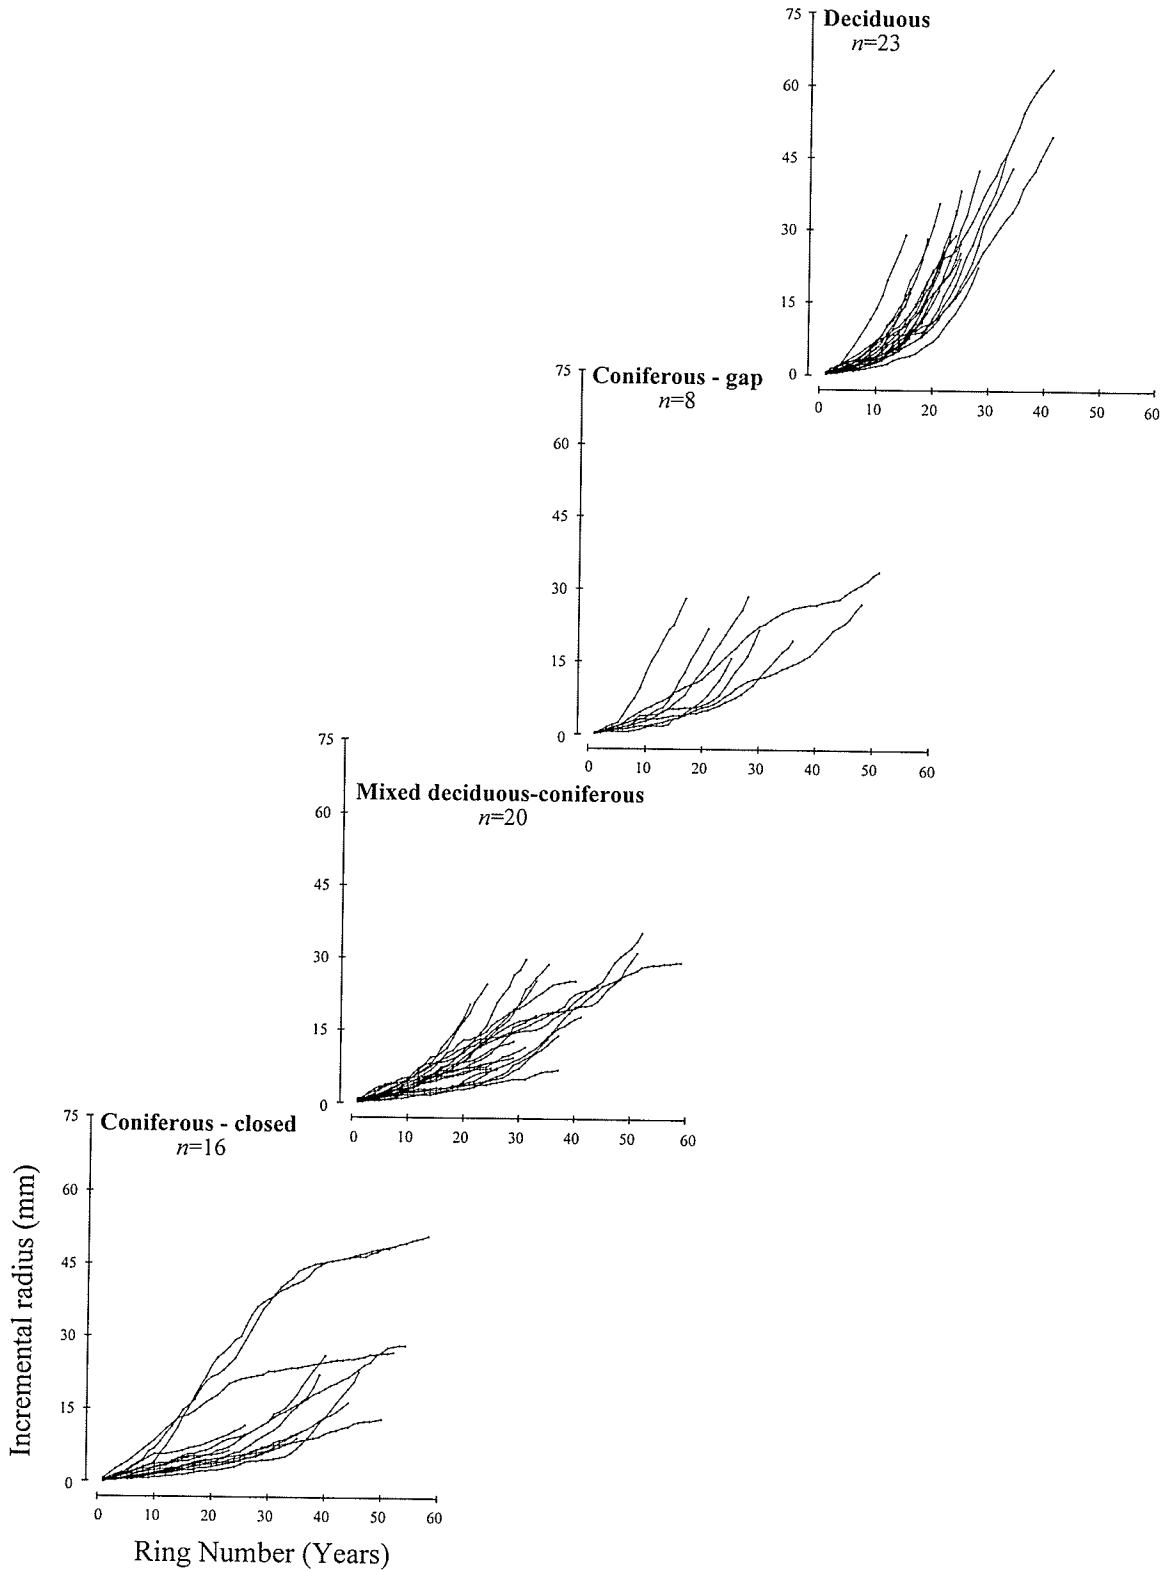 75
Deciduous
n=23
60
45
30
15
0
0 10 20 30 40 50 60
75
Coniferous - gap
n=8
60
45
30
15
0
0 10 20 30 40 50 60
75
Mixed deciduous-coniferous
n=20
60
45
30
15
0
0 10 20 30 40 50 60
75
Coniferous - closed
n=16
60
45
30
15
0
0 10 20 30 40 50 60
Incremental radius (mm)
Ring Number (Years)